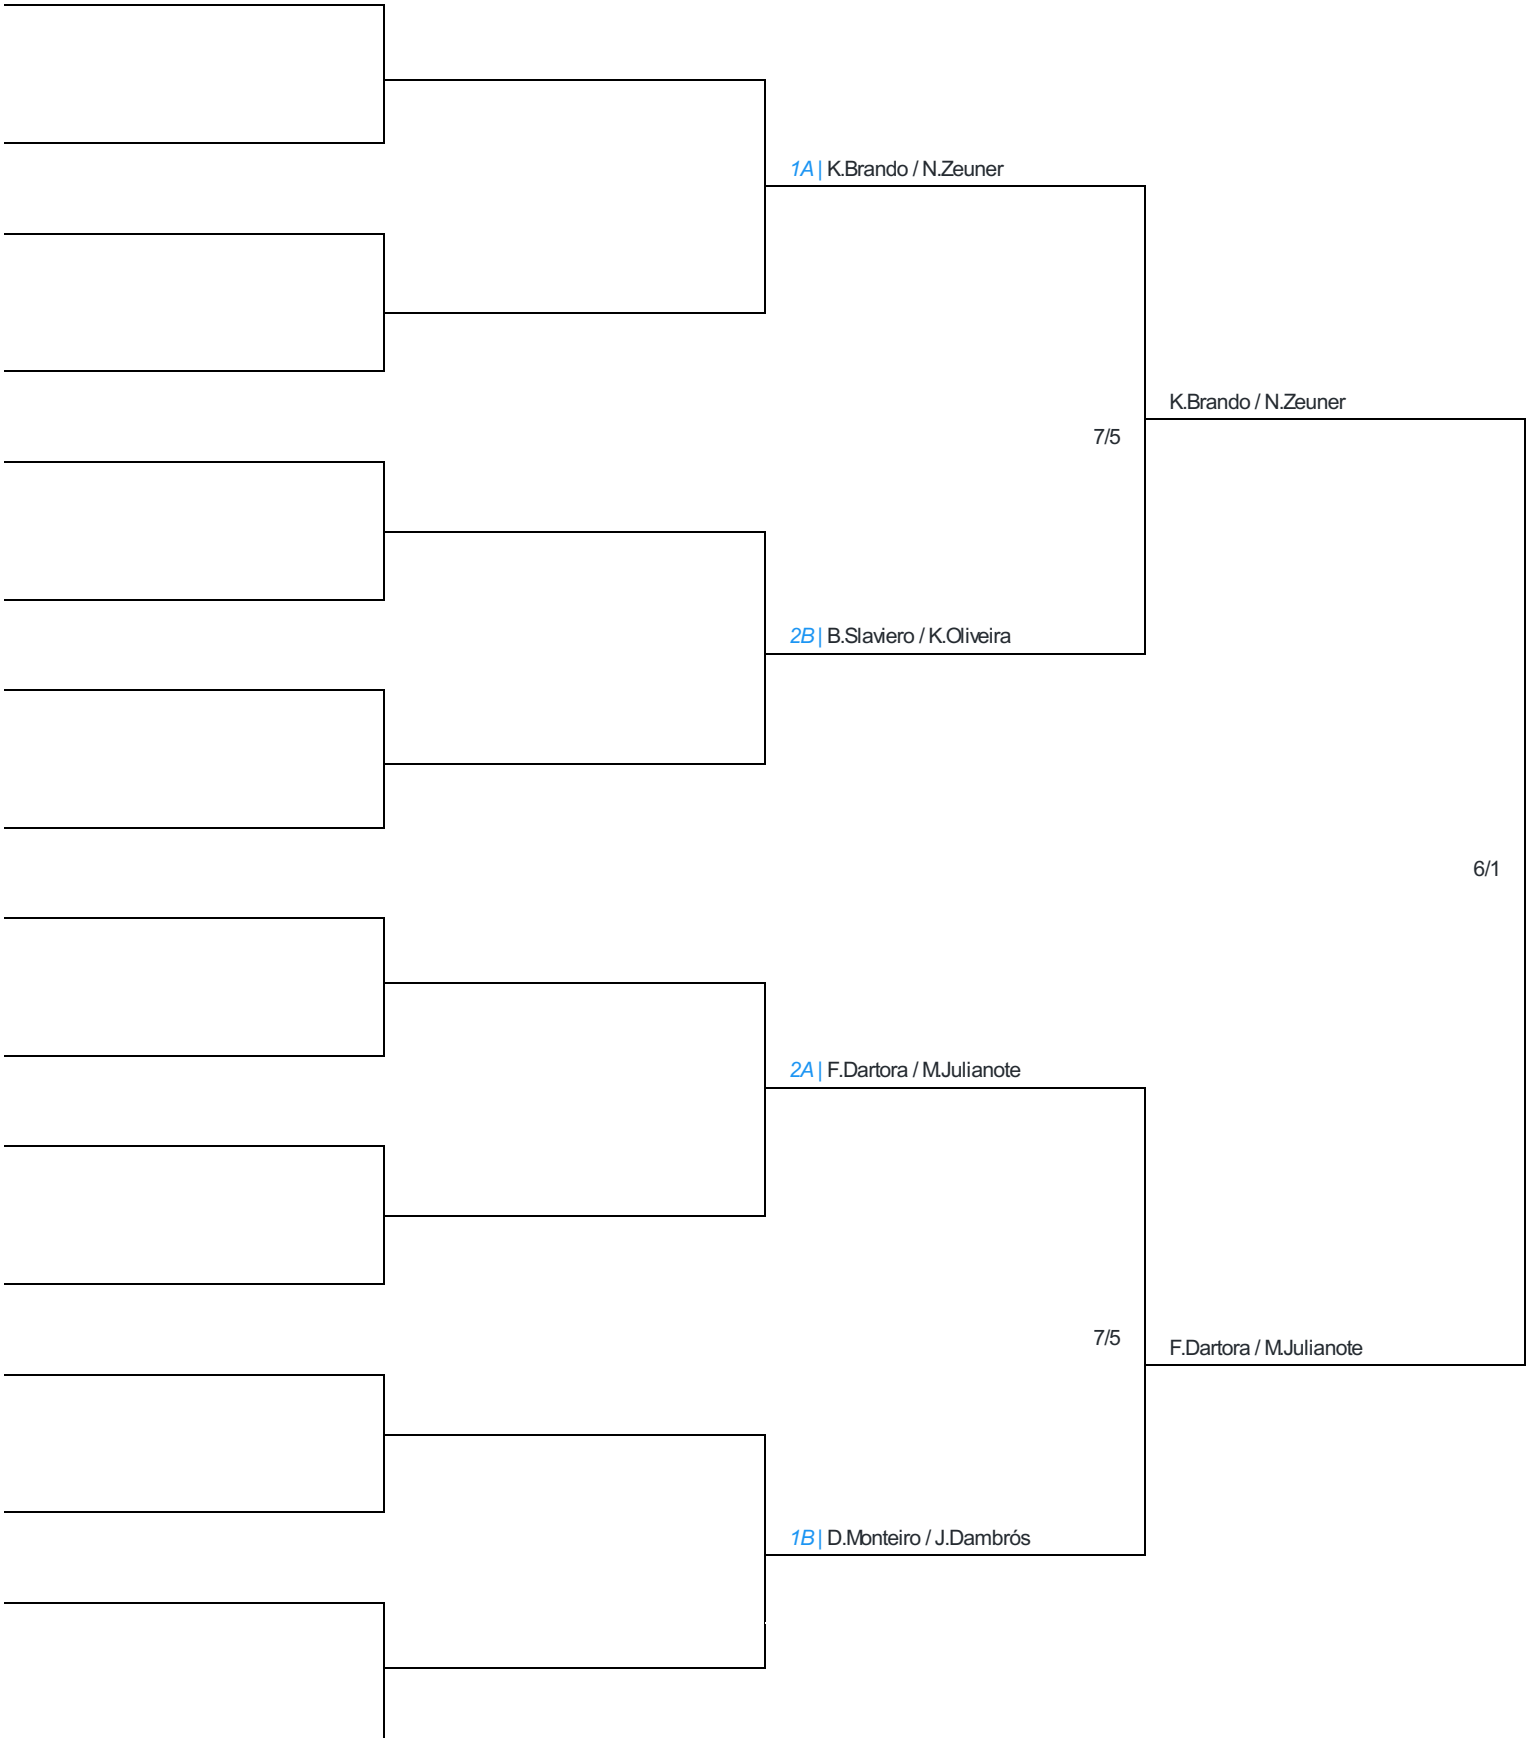 1A | K.Brando / N.Zeuner
K.Brando / N.Zeuner
7/5
2B | B.Slaviero / K.Oliveira
6/1
2A | F.Dartora / M.Julianote
7/5
F.Dartora / M.Julianote
1B | D.Monteiro / J.Dambrós